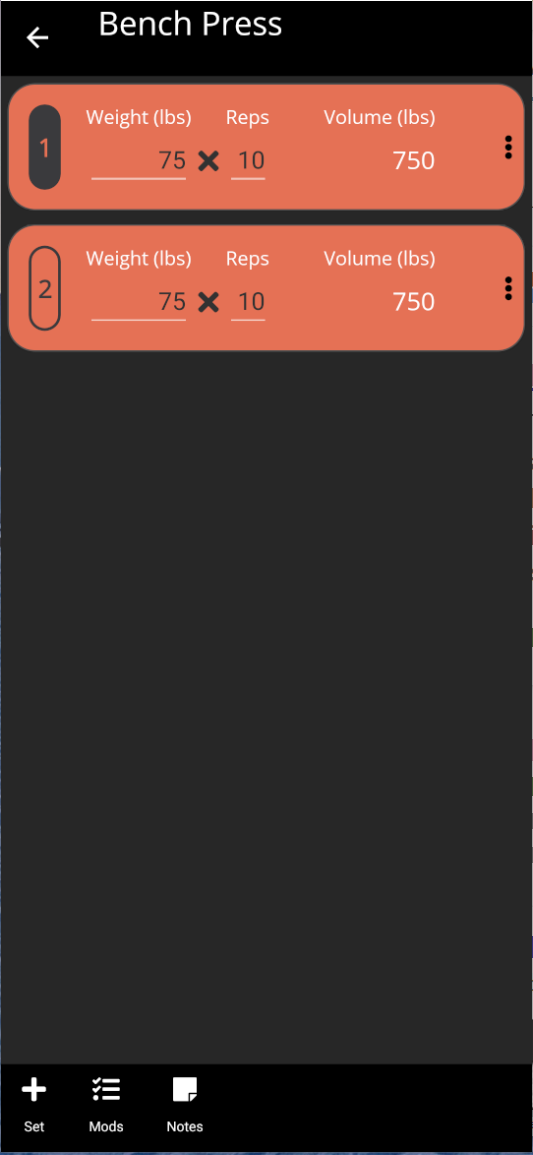 Bench Press
Weight (lbs) Reps Volume (lbs)
1 75 10 750
Weight (lbs) Reps Volume (lbs)
2 75 10 750
Set Mods Notes